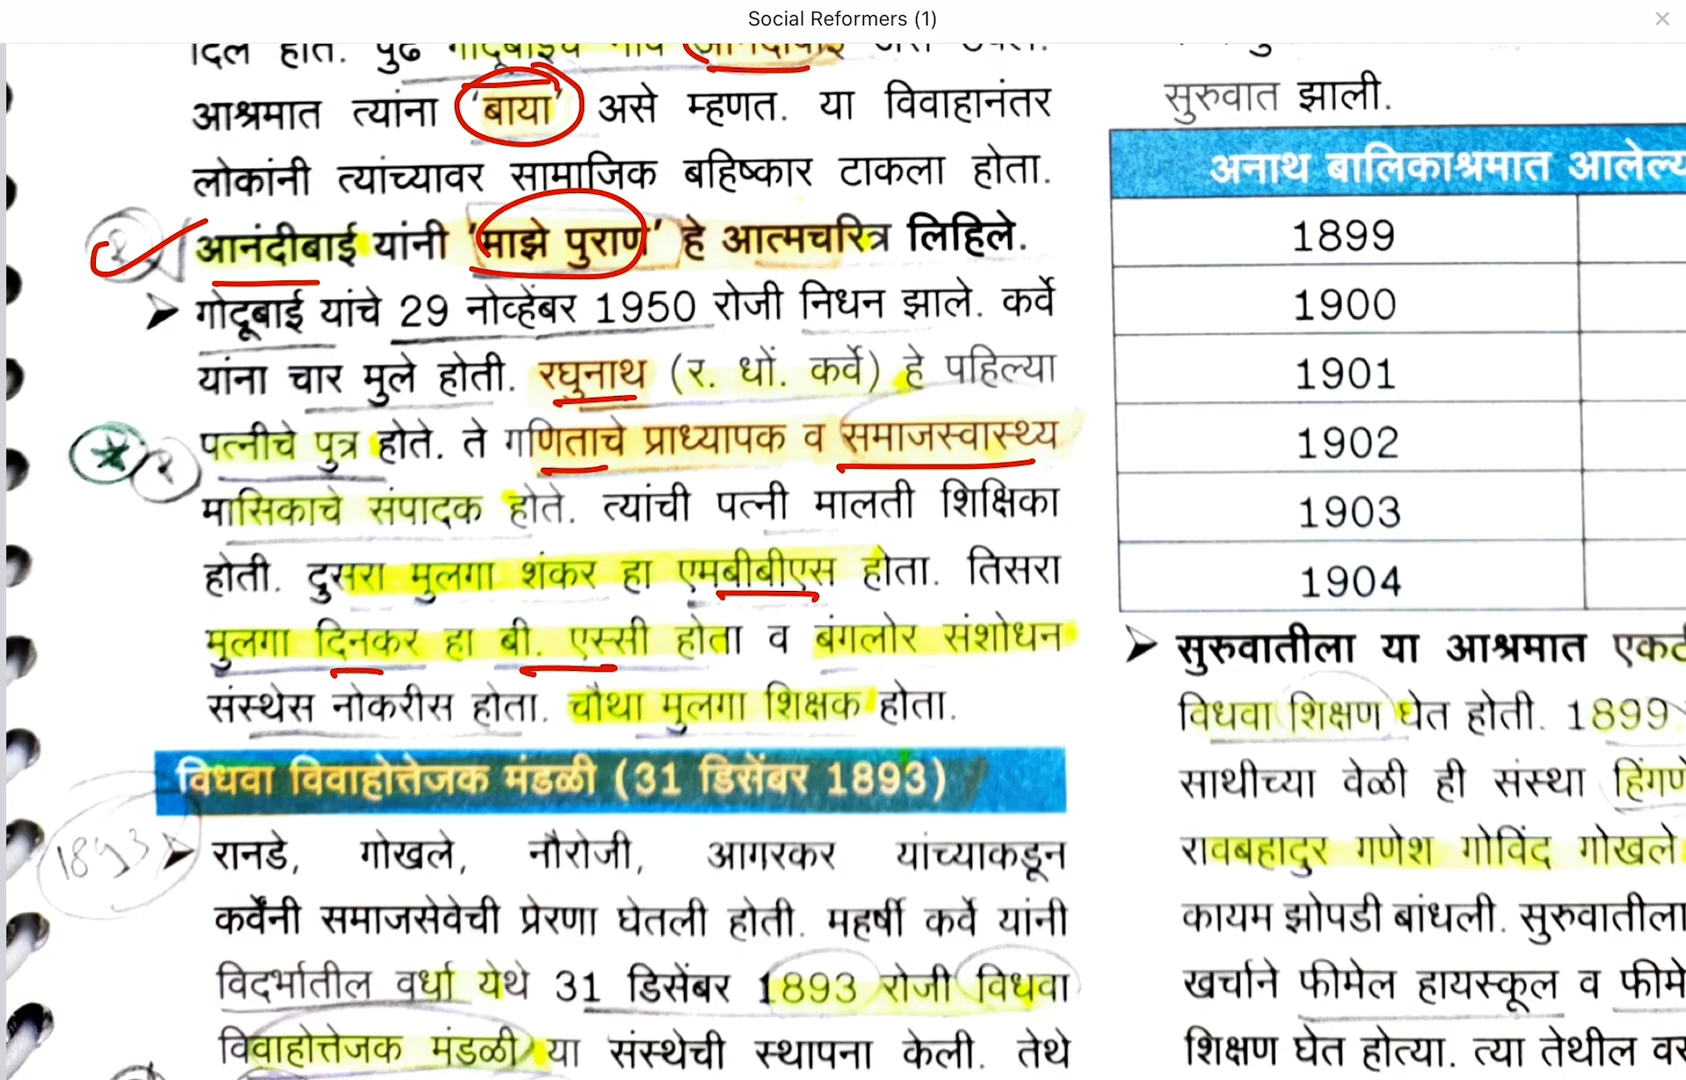 Social Reformers (1)
आश्रमात त्यांना 'बाया' असे म्हणत. या विवाहानंतर
लोकांनी त्यांच्यावर सामाजिक बहिष्कार टाकला होता.
आनंदीबाई यांनी 'माझे पुराण' हे आत्मचरित्र लिहिले.
गोदूबाई यांचे 29 नोव्हेंबर 1950 रोजी निधन झाले. कर्वे
यांना चार मुले होती. रघुनाथ (र. धों. कर्वे) हे पहिल्या
पत्नीचे पुत्र होते. ते गणिताचे प्राध्यापक व समाजस्वास्थ्य
मासिकाचे संपादक होते. त्यांची पत्नी मालती शिक्षिका
होती. दुसरा मुलगा शंकर हा एमबीबीएस होता. तिसरा
मुलगा दिनकर हा बी. एस्सी होता व बंगलोर संशोधन
संस्थेस नोकरीस होता. चौथा मुलगा शिक्षक होता.
विधवा विवाहोत्तेजक मंडळी (31 डिसेंबर 1893)
1893
रानडे, गोखले, नौरोजी, आगरकर यांच्याकडून
कर्वेंनी समाजसेवेची प्रेरणा घेतली होती. महर्षी कर्वे यांनी
विदर्भातील वर्धा येथे 31 डिसेंबर 1893 रोजी विधवा
विवाहोत्तेजक मंडळी या संस्थेची स्थापना केली. तेथे
सुरुवात झाली.
अनाथ बालिकाश्रमात
1899
1900
1901
1902
1903
1904
सुरुवातीला या आश्रमात
विधवा शिक्षण घेत होती. 1899
साथीच्या वेळी ही संस्था
रावबहादुर गणेश गोविंद गोखले
कायम झोपडी बांधली. सुरुवातीला
खर्चाने फीमेल हायस्कूल व
शिक्षण घेत होत्या. त्या तेथील